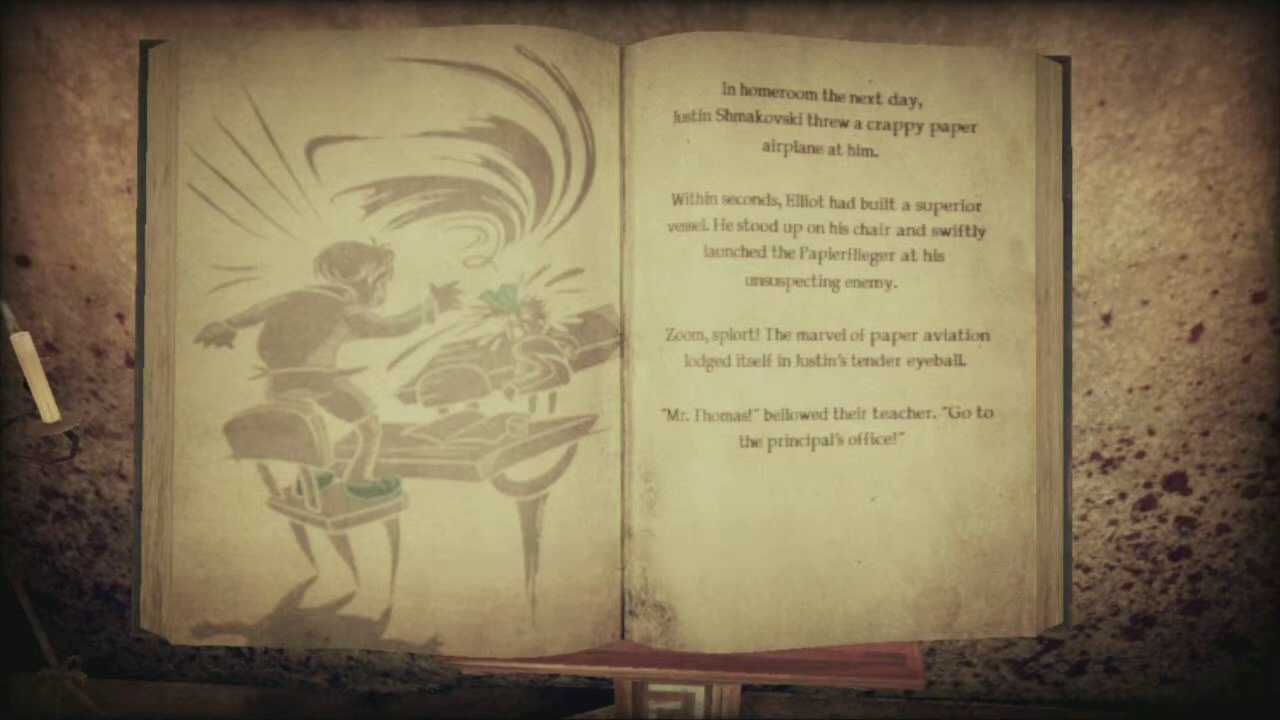 In homeroom the next day,
Justin Shmakovski threw a crappy paper
airplane at him.
Within seconds, Elliot had built a superior
vessel. He stood up on his chair and swiftly
launched the Papierflieger at his
unsuspecting enemy.
Zoom, splort! The marvel of paper aviation
lodged itself in Justin's tender eyeball.
"Mr. Thomas!" bellowed their teacher. "Go to
the principal's office!"